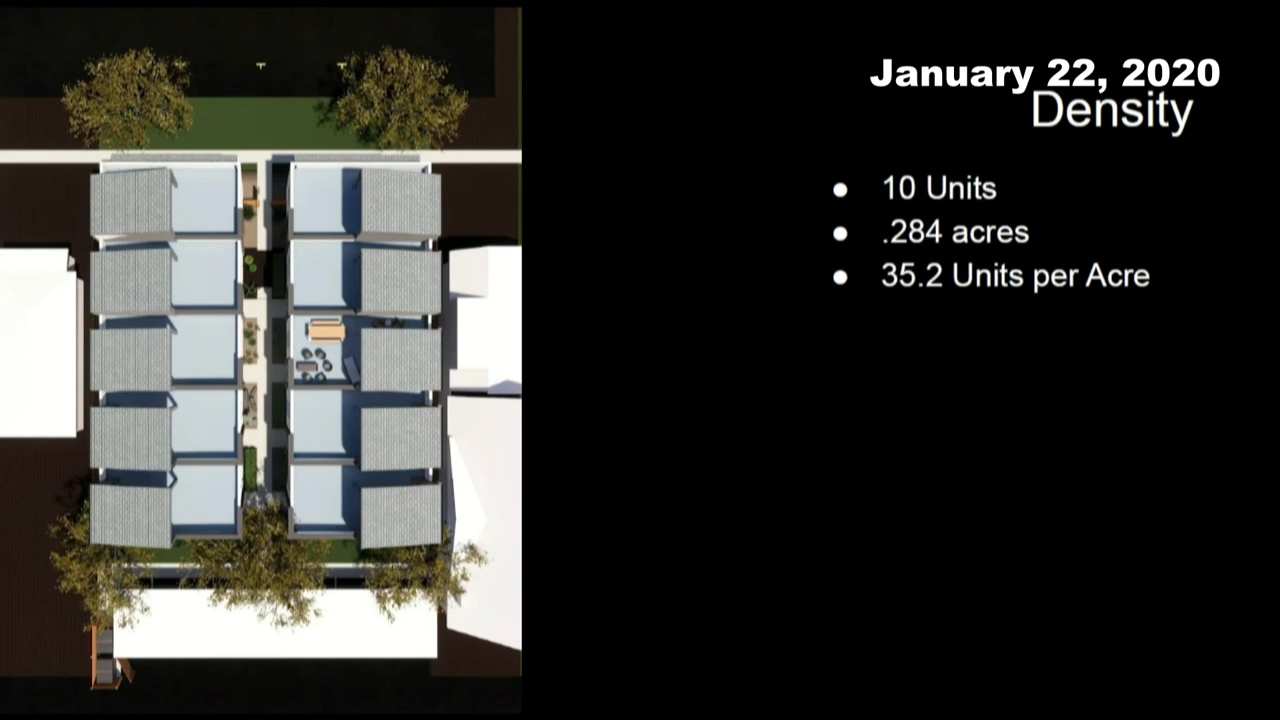 January 22, 2020
Density
● 10 Units
● .284 acres
● 35.2 Units per Acre